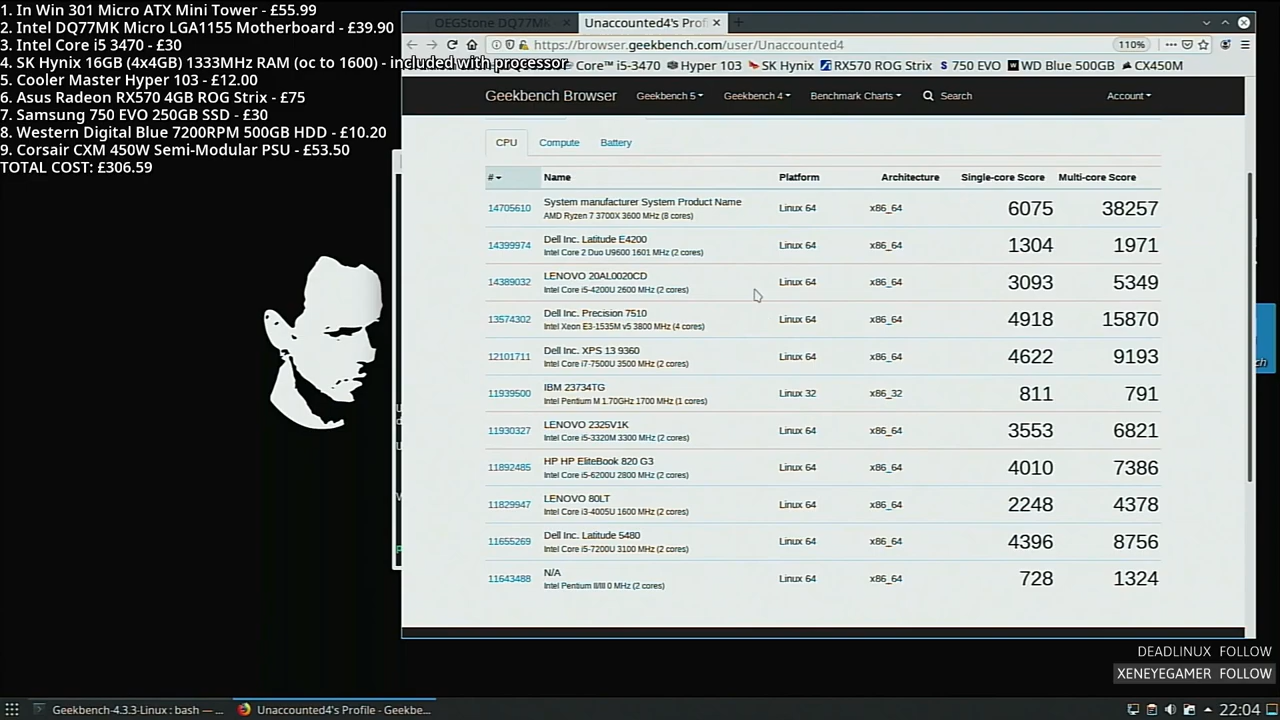 1. In Win 301 Micro ATX Mini Tower - £55.99
2. Intel DQ77MK Micro LGA1155 Motherboard - £39.90
3. Intel Core i5 3470 - £30
4. SK Hynix 16GB (4x4GB) 1333MHz RAM (oc to 1600) - included with processor
5. Cooler Master Hyper 103 - £12.00
6. Asus Radeon RX570 4GB ROG Strix - £75
7. Samsung 750 EVO 250GB SSD - £30
8. Western Digital Blue 7200RPM 500GB HDD - £10.20
9. Corsair CXM 450W Semi-Modular PSU - £53.50
TOTAL COST: £306.59
OEGStone DQ77MK
Unaccounted4's Profi
https://browser.geekbench.com/user/Unaccounted4
110%
Core™ i5-3470 Hyper 103 SK Hynix RX570 ROG Strix 750 EVO WD Blue 500GB CX450M
Geekbench Browser Geekbench 5 Geekbench 4 Benchmark Charts Search Account
CPU Compute Battery
# Name Platform Architecture Single-core Score Multi-core Score
14705610 System manufacturer System Product Name Linux 64 x86_64 6075 38257
AMD Ryzen 7 3700X 3600 MHz (8 cores)
14399974 Dell Inc. Latitude E4200 Linux 64 x86_64 1304 1971
Intel Core 2 Duo U9600 1601 MHz (2 cores)
14389032 LENOVO 20AL0020CD Linux 64 x86_64 3093 5349
Intel Core i5-4200U 2600 MHz (2 cores)
13574302 Dell Inc. Precision 7510 Linux 64 x86_64 4918 15870
Intel Xeon E3-1535M v5 3800 MHz (4 cores)
12101711 Dell Inc. XPS 13 9360 Linux 64 x86_64 4622 9193
Intel Core i7-7500U 3500 MHz (2 cores)
11939500 IBM 23734TG Linux 32 x86_32 811 791
Intel Pentium M 1.70GHz 1700 MHz (1 cores)
11930327 LENOVO 2325V1K Linux 64 x86_64 3553 6821
Intel Core i5-3320M 3300 MHz (2 cores)
11892485 HP HP EliteBook 820 G3 Linux 64 x86_64 4010 7386
Intel Core i5-6200U 2800 MHz (2 cores)
11829947 LENOVO 80LT Linux 64 x86_64 2248 4378
Intel Core i3-4005U 1600 MHz (2 cores)
11655269 Dell Inc. Latitude 5480 Linux 64 x86_64 4396 8756
Intel Core i5-7200U 3100 MHz (2 cores)
11643488 N/A Linux 64 x86_64 728 1324
Intel Pentium II/III 0 MHz (2 cores)
DEADLINUX FOLLOW
XENEYEGAMER FOLLOW
Geekbench-4.3.3-Linux : bash — ...
Unaccounted4's Profile - Geekbe...
22:04